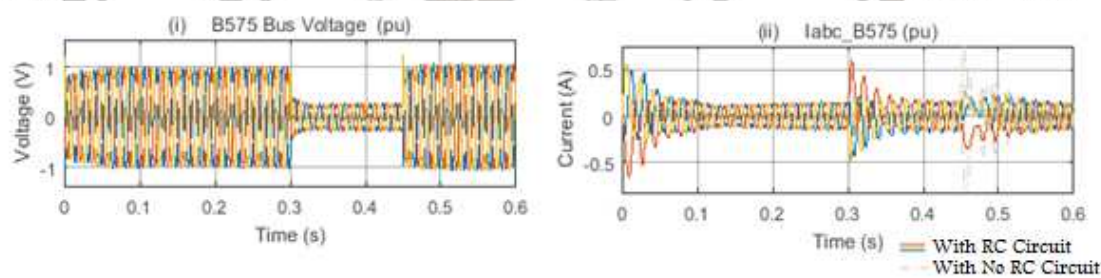 (i) B575 Bus Voltage (pu)
Voltage (V)
1
0
-1
0 0.1 0.2 0.3 0.4 0.5 0.6
Time (s)
(ii) Iabc_B575 (pu)
Current (A)
0.5
0
-0.5
0 0.1 0.2 0.3 0.4 0.5 0.6
Time (s)
With RC Circuit
With No RC Circuit